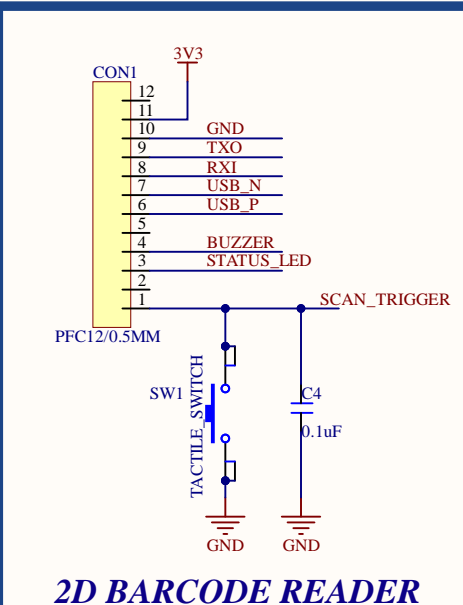 3V3
CON1
12
11
10 GND
9 TXO
8 RXI
7 USB_N
6 USB_P
5
4 BUZZER
3 STATUS_LED
2
1 SCAN_TRIGGER
PFC12/0.5MM
SW1
TACTILE_SWITCH
C4
0.1uF
GND
GND
2D BARCODE READER